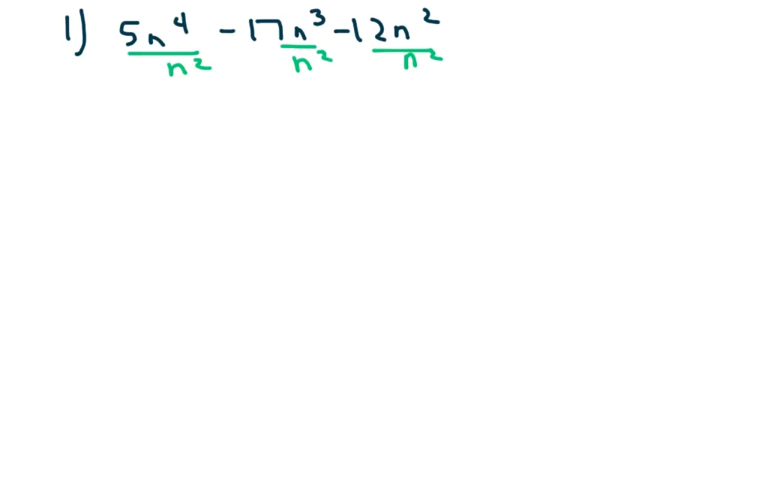 1) 5n⁴ - 17n³ - 12n²
n² n² n²